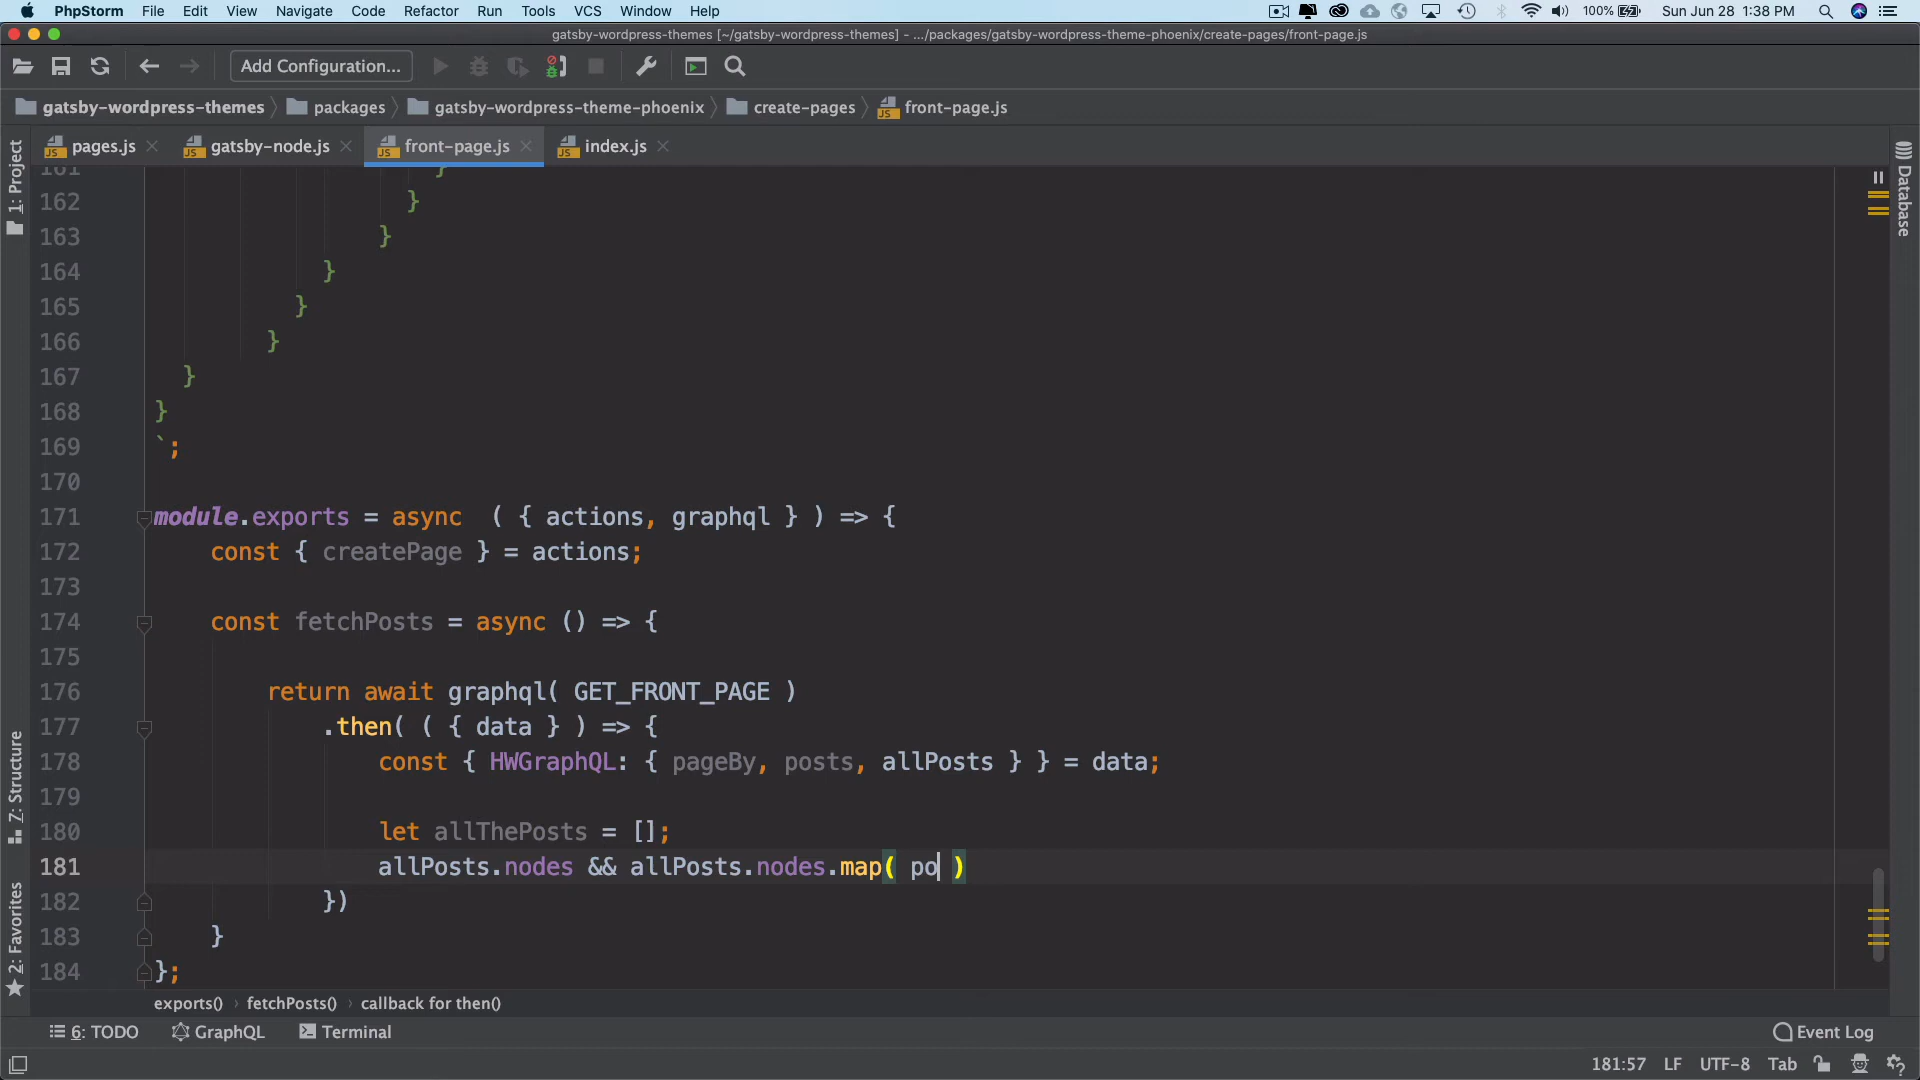 PhpStorm File Edit View Navigate Code Refactor Run Tools VCS Window Help 100% Sun Jun 28 1:38 PM
gatsby-wordpress-themes [~/gatsby-wordpress-themes] - .../packages/gatsby-wordpress-theme-phoenix/create-pages/front-page.js
Add Configuration...
gatsby-wordpress-themes packages gatsby-wordpress-theme-phoenix create-pages front-page.js
pages.js gatsby-node.js front-page.js index.js
1: Project
Database
161 }
162 }
163 }
164 }
165 }
166 }
167 }
168 }
169 `;
170
171 module.exports = async  ( { actions, graphql } ) => {
172 const { createPage } = actions;
173
174 const fetchPosts = async () => {
175
176 return await graphql( GET_FRONT_PAGE )
177 .then( ( { data } ) => {
178 const { HWGraphQL: { pageBy, posts, allPosts } } = data;
179
180 let allThePosts = [];
181 allPosts.nodes && allPosts.nodes.map( po )
182 })
183 }
184 };
7: Structure
2: Favorites
exports() › fetchPosts() › callback for then()
6: TODO GraphQL Terminal Event Log
181:57 LF UTF-8 Tab